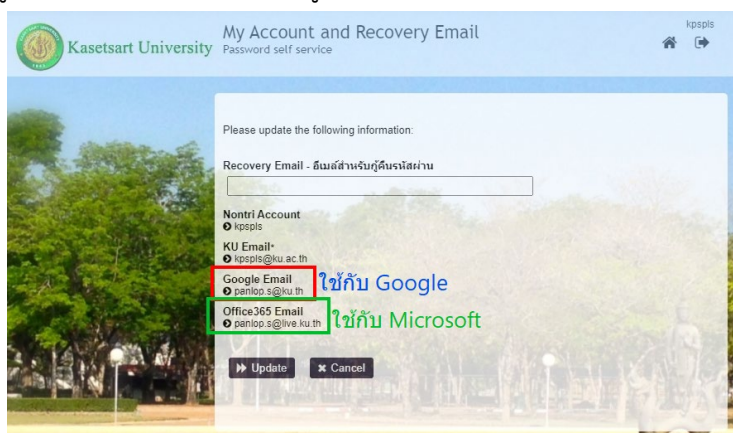 Kasetsart University
My Account and Recovery Email
Password self service
kpspls
Please update the following information:
Recovery Email - อีเมล์สำหรับกู้คืนรหัสผ่าน
Nontri Account
kpspls
KU Email*
kpspls@ku.ac.th
Google Email
panlop.s@ku.th
ใช้กับ Google
Office365 Email
panlop.s@live.ku.th
ใช้กับ Microsoft
Update
Cancel